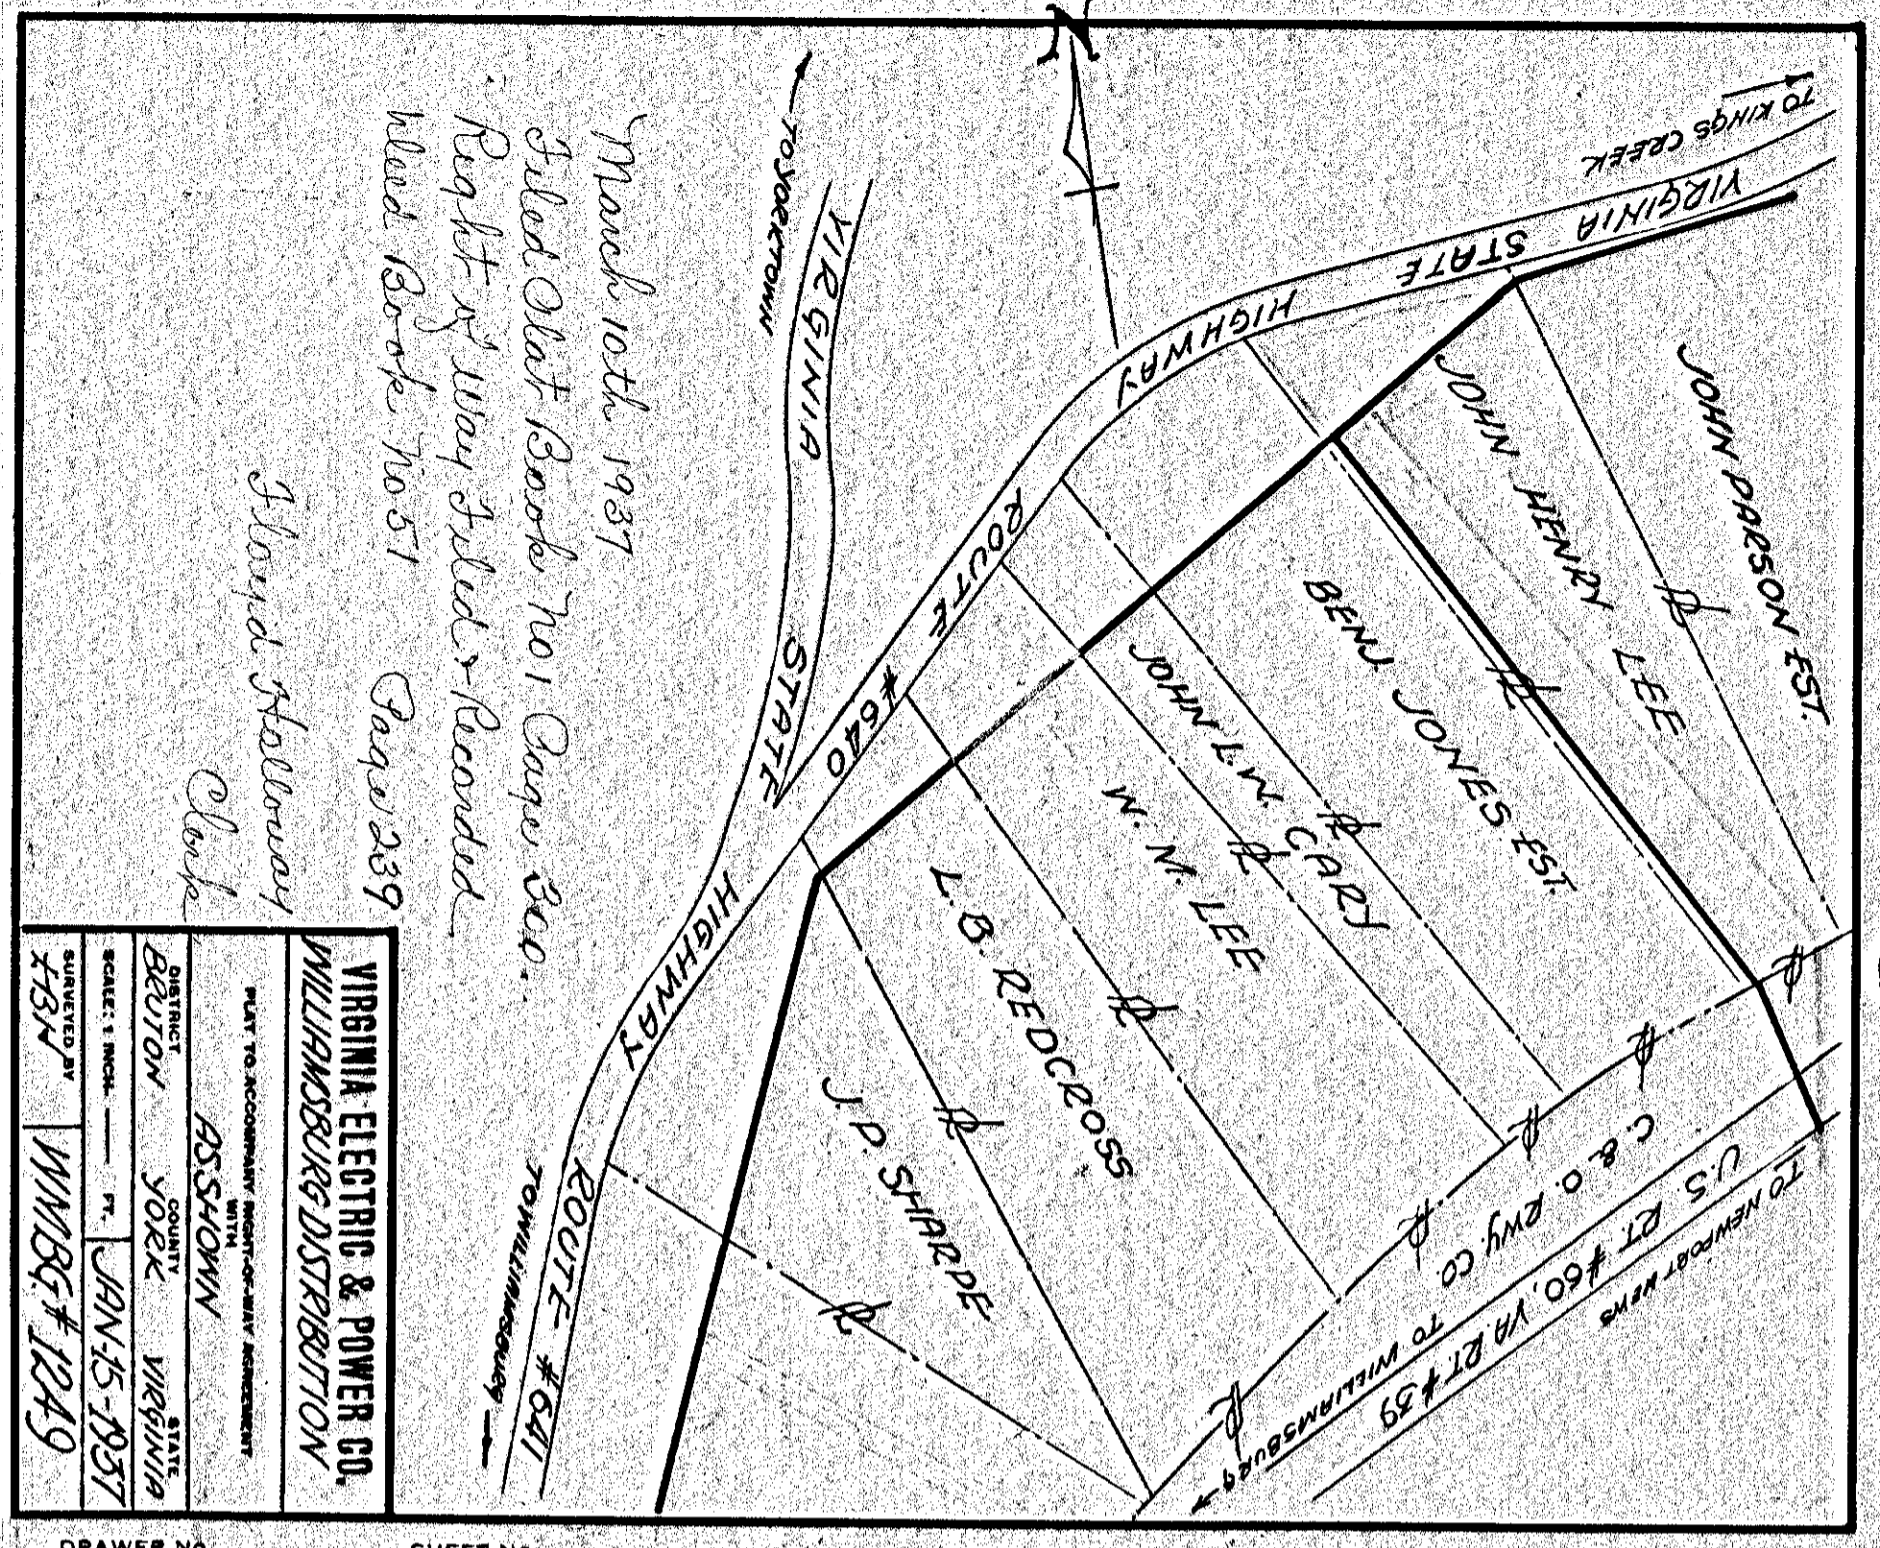 N
TO KINGS CREEK
VIRGINIA STATE HIGHWAY ROUTE #640
TO YORKTOWN
VIRGINIA STATE HIGHWAY ROUTE #641
TO WILLIAMSBURG
JOHN PARSON EST.
JOHN HENRY LEE
BENN JONES EST.
JOHN L.W. CARY
W. M. LEE
L. B. REDCROSS
J. P. SHARPE
C. & O. RWY. CO.
U.S. RT. #60, VA. RT. #39
TO WILLIAMSBURG
TO NEWPORT NEWS
March 10th 1937
Filed Plat Book No 1 Page 300.
Right of Way Filed & Recorded
Deed Book No 51 Page 239
Floyd Holloway
Clerk
VIRGINIA ELECTRIC & POWER CO.
WILLIAMSBURG DISTRIBUTION
PLAT TO ACCOMPANY RIGHT-OF-WAY AGREEMENT
WITH
AS SHOWN
DISTRICT COUNTY STATE
BRUTON YORK VIRGINIA
SCALE: 1 INCH. — FT. JAN-15-1937
SURVEYED BY
WMBG. # 1249
DRAWER NO.
SHEET NO.